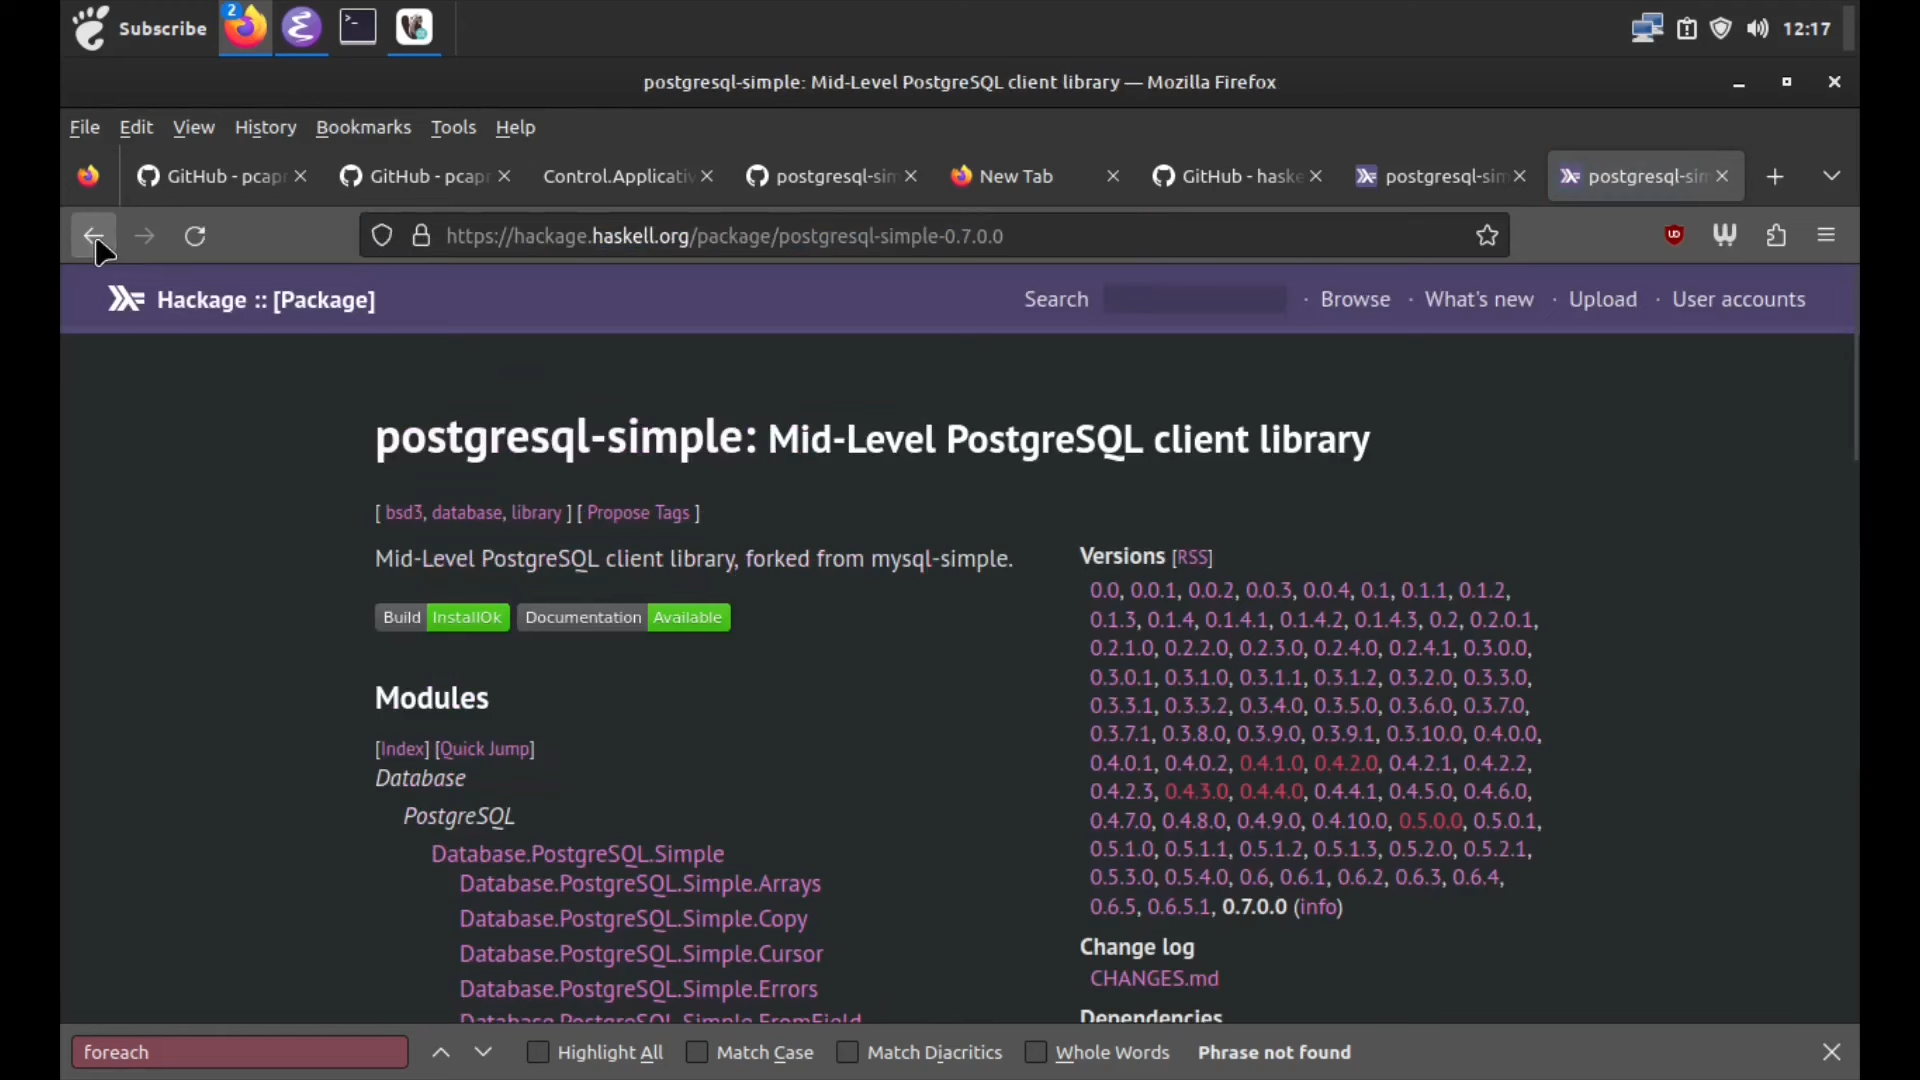 Subscribe
2
12:17
postgresql-simple: Mid-Level PostgreSQL client library — Mozilla Firefox
File Edit View History Bookmarks Tools Help
GitHub - pcapr
GitHub - pcapr
Control.Applicativ
postgresql-sim
New Tab
GitHub - haske
postgresql-sim
postgresql-sim
https://hackage.haskell.org/package/postgresql-simple-0.7.0.0
Hackage :: [Package]
Search · Browse · What's new · Upload · User accounts
postgresql-simple: Mid-Level PostgreSQL client library
[ bsd3, database, library ] [ Propose Tags ]
Mid-Level PostgreSQL client library, forked from mysql-simple.
Build InstallOk Documentation Available
Modules
[Index] [Quick Jump]
Database
PostgreSQL
Database.PostgreSQL.Simple
Database.PostgreSQL.Simple.Arrays
Database.PostgreSQL.Simple.Copy
Database.PostgreSQL.Simple.Cursor
Database.PostgreSQL.Simple.Errors
Database.PostgreSQL.Simple.FromField
Versions [RSS]
0.0, 0.0.1, 0.0.2, 0.0.3, 0.0.4, 0.1, 0.1.1, 0.1.2,
0.1.3, 0.1.4, 0.1.4.1, 0.1.4.2, 0.1.4.3, 0.2, 0.2.0.1,
0.2.1.0, 0.2.2.0, 0.2.3.0, 0.2.4.0, 0.2.4.1, 0.3.0.0,
0.3.0.1, 0.3.1.0, 0.3.1.1, 0.3.1.2, 0.3.2.0, 0.3.3.0,
0.3.3.1, 0.3.3.2, 0.3.4.0, 0.3.5.0, 0.3.6.0, 0.3.7.0,
0.3.7.1, 0.3.8.0, 0.3.9.0, 0.3.9.1, 0.3.10.0, 0.4.0.0,
0.4.0.1, 0.4.0.2, 0.4.1.0, 0.4.2.0, 0.4.2.1, 0.4.2.2,
0.4.2.3, 0.4.3.0, 0.4.4.0, 0.4.4.1, 0.4.5.0, 0.4.6.0,
0.4.7.0, 0.4.8.0, 0.4.9.0, 0.4.10.0, 0.5.0.0, 0.5.0.1,
0.5.1.0, 0.5.1.1, 0.5.1.2, 0.5.1.3, 0.5.2.0, 0.5.2.1,
0.5.3.0, 0.5.4.0, 0.6, 0.6.1, 0.6.2, 0.6.3, 0.6.4,
0.6.5, 0.6.5.1, 0.7.0.0 (info)
Change log
CHANGES.md
Dependencies
foreach
Highlight All Match Case Match Diacritics Whole Words Phrase not found